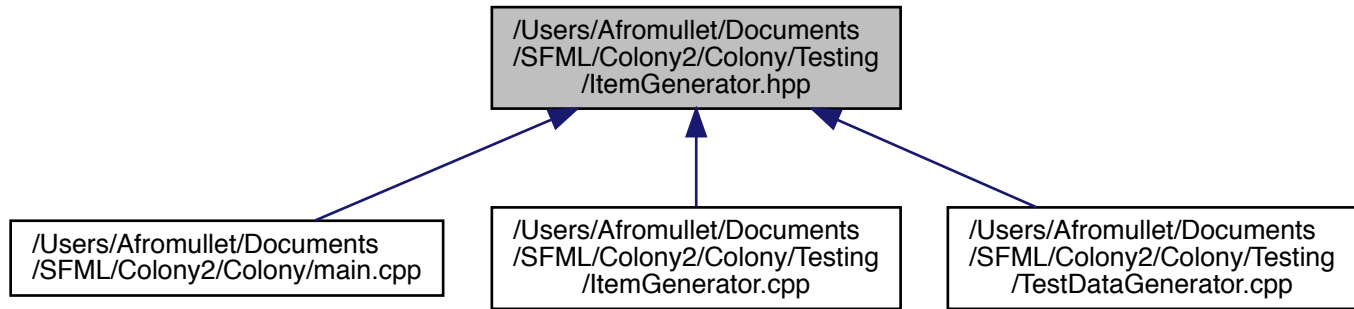 /Users/Afromullet/Documents
/SFML/Colony2/Colony/Testing
/ItemGenerator.hpp
/Users/Afromullet/Documents
/SFML/Colony2/Colony/main.cpp
/Users/Afromullet/Documents
/SFML/Colony2/Colony/Testing
/ItemGenerator.cpp
/Users/Afromullet/Documents
/SFML/Colony2/Colony/Testing
/TestDataGenerator.cpp